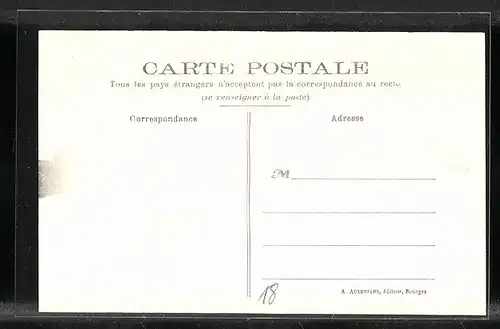 CARTE POSTALE
Tous les pays étrangers n'acceptent pas la correspondance au recto
(se renseigner à la poste)
Correspondance
Adresse
M
18
A. AUXENFANS, éditeur, Bourges